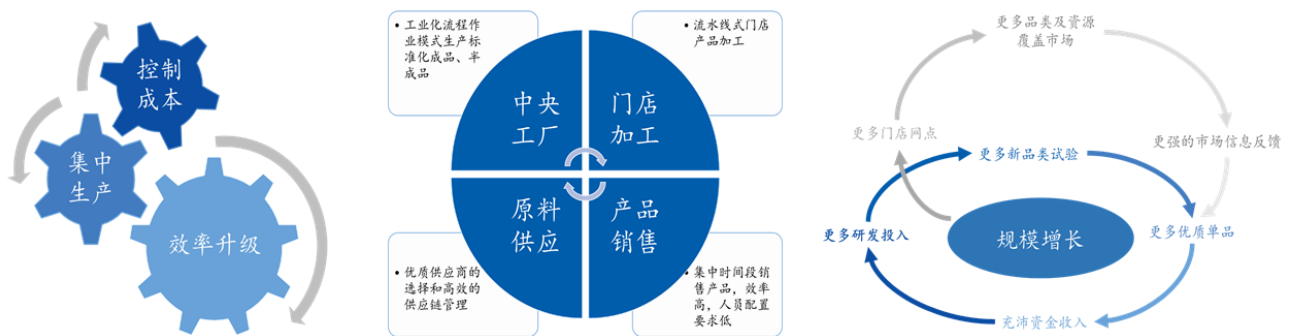 控制
成本
集中
生产
效率升级
• 工业化流程作
业模式生产标
准化成品、半
成品
• 流水线式门店
产品加工
中央
工厂
门店
加工
原料
供应
产品
销售
• 优质供应商的
选择和高效的
供应链管理
• 集中时间段销
售产品，效率
高，人员配置
要求低
更多品类及资源
覆盖市场
更多门店网点
更强的市场信息反馈
更多新品类试验
更多研发投入
规模增长
更多优质单品
充沛资金收入